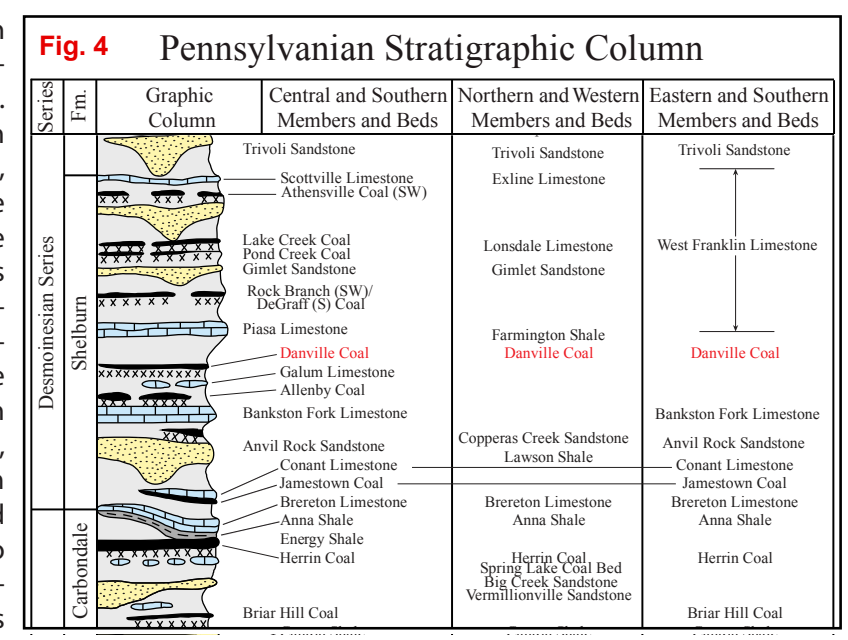 Fig. 4
Pennsylvanian Stratigraphic Column
Series
Fm.
Graphic
Column
Central and Southern
Members and Beds
Northern and Western
Members and Beds
Eastern and Southern
Members and Beds
Desmoinesian Series
Shelburn
Carbondale
Trivoli Sandstone
Scottville Limestone
Athensville Coal (SW)
Lake Creek Coal
Pond Creek Coal
Gimlet Sandstone
Rock Branch (SW)/
DeGraff (S) Coal
Piasa Limestone
Danville Coal
Galum Limestone
Allenby Coal
Bankston Fork Limestone
Anvil Rock Sandstone
Conant Limestone
Jamestown Coal
Brereton Limestone
Anna Shale
Energy Shale
Herrin Coal
Briar Hill Coal
Trivoli Sandstone
Exline Limestone
Lonsdale Limestone
Gimlet Sandstone
Farmington Shale
Danville Coal
Copperas Creek Sandstone
Lawson Shale
Brereton Limestone
Anna Shale
Herrin Coal
Spring Lake Coal Bed
Big Creek Sandstone
Vermillionville Sandstone
Trivoli Sandstone
West Franklin Limestone
Danville Coal
Bankston Fork Limestone
Anvil Rock Sandstone
Conant Limestone
Jamestown Coal
Brereton Limestone
Anna Shale
Herrin Coal
Briar Hill Coal